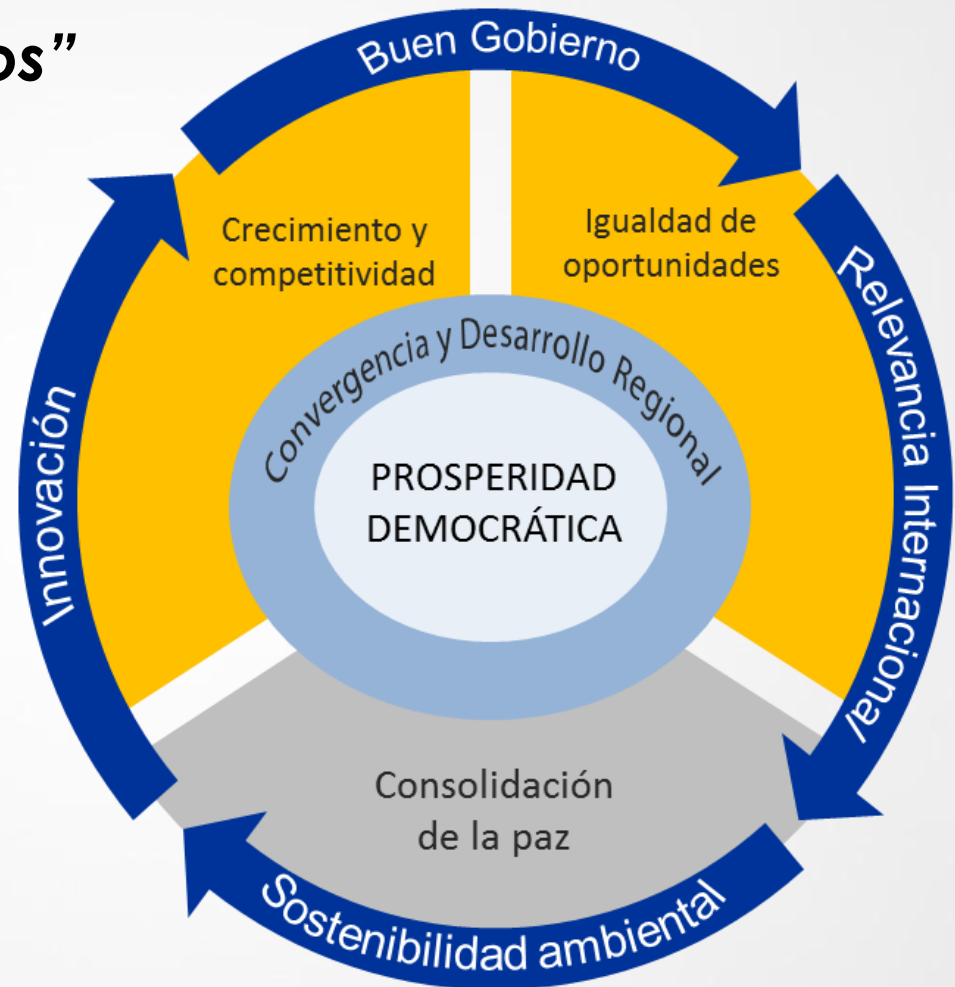 os”
Buen Gobierno
Crecimiento y
competitividad
Igualdad de
oportunidades
Relevancia Internacional
Convergencia y Desarrollo Regional
PROSPERIDAD
DEMOCRÁTICA
Innovación
Consolidación
de la paz
Sostenibilidad ambiental